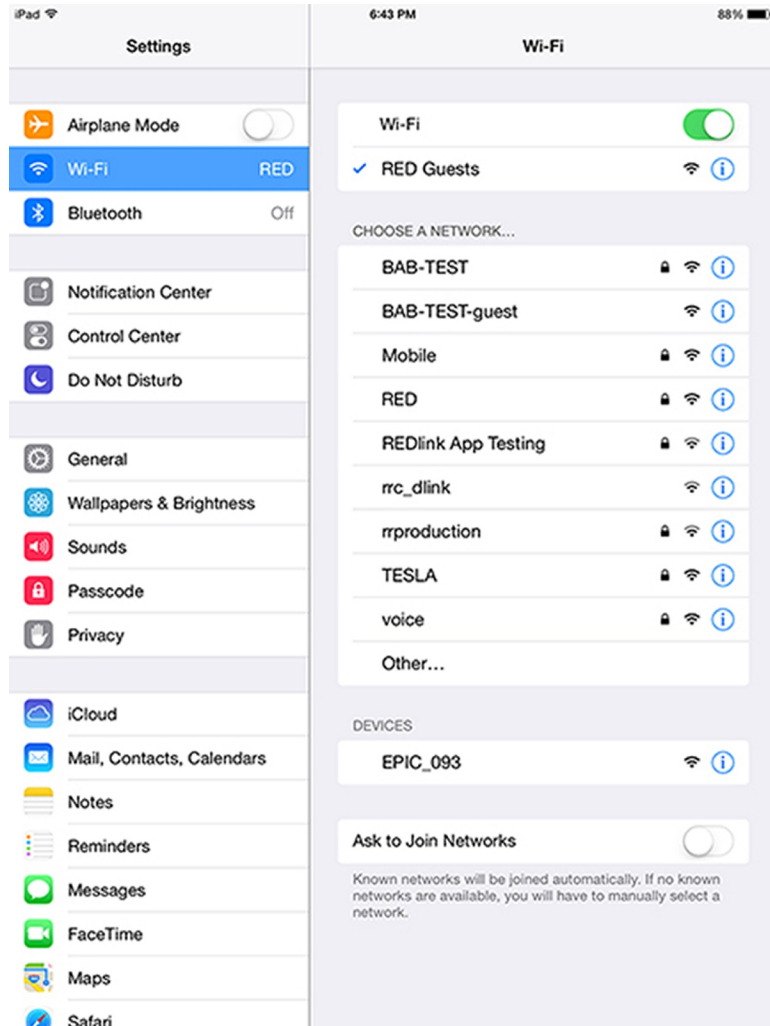 iPad 6:43 PM 88%
Settings
Airplane Mode
Wi-Fi RED
Bluetooth Off
Notification Center
Control Center
Do Not Disturb
General
Wallpapers & Brightness
Sounds
Passcode
Privacy
iCloud
Mail, Contacts, Calendars
Notes
Reminders
Messages
FaceTime
Maps
Safari
Wi-Fi
Wi-Fi
RED Guests
CHOOSE A NETWORK...
BAB-TEST
BAB-TEST-guest
Mobile
RED
REDlink App Testing
rrc_dlink
rrproduction
TESLA
voice
Other...
DEVICES
EPIC_093
Ask to Join Networks
Known networks will be joined automatically. If no known
networks are available, you will have to manually select a
network.